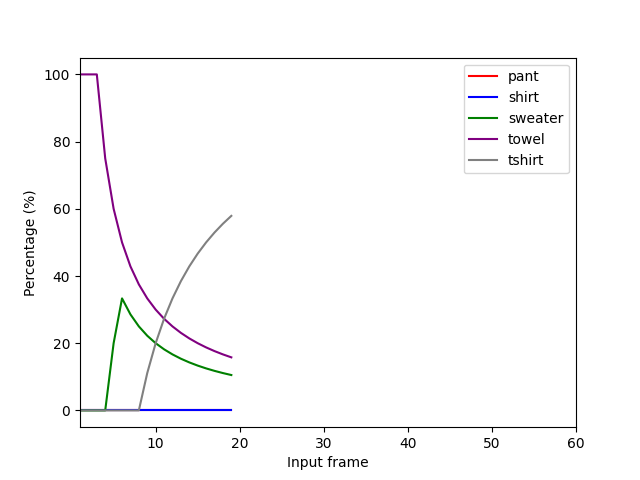 100
80
60
40
20
0
Percentage (%)
10 20 30 40 50 60
Input frame
pant
shirt
sweater
towel
tshirt